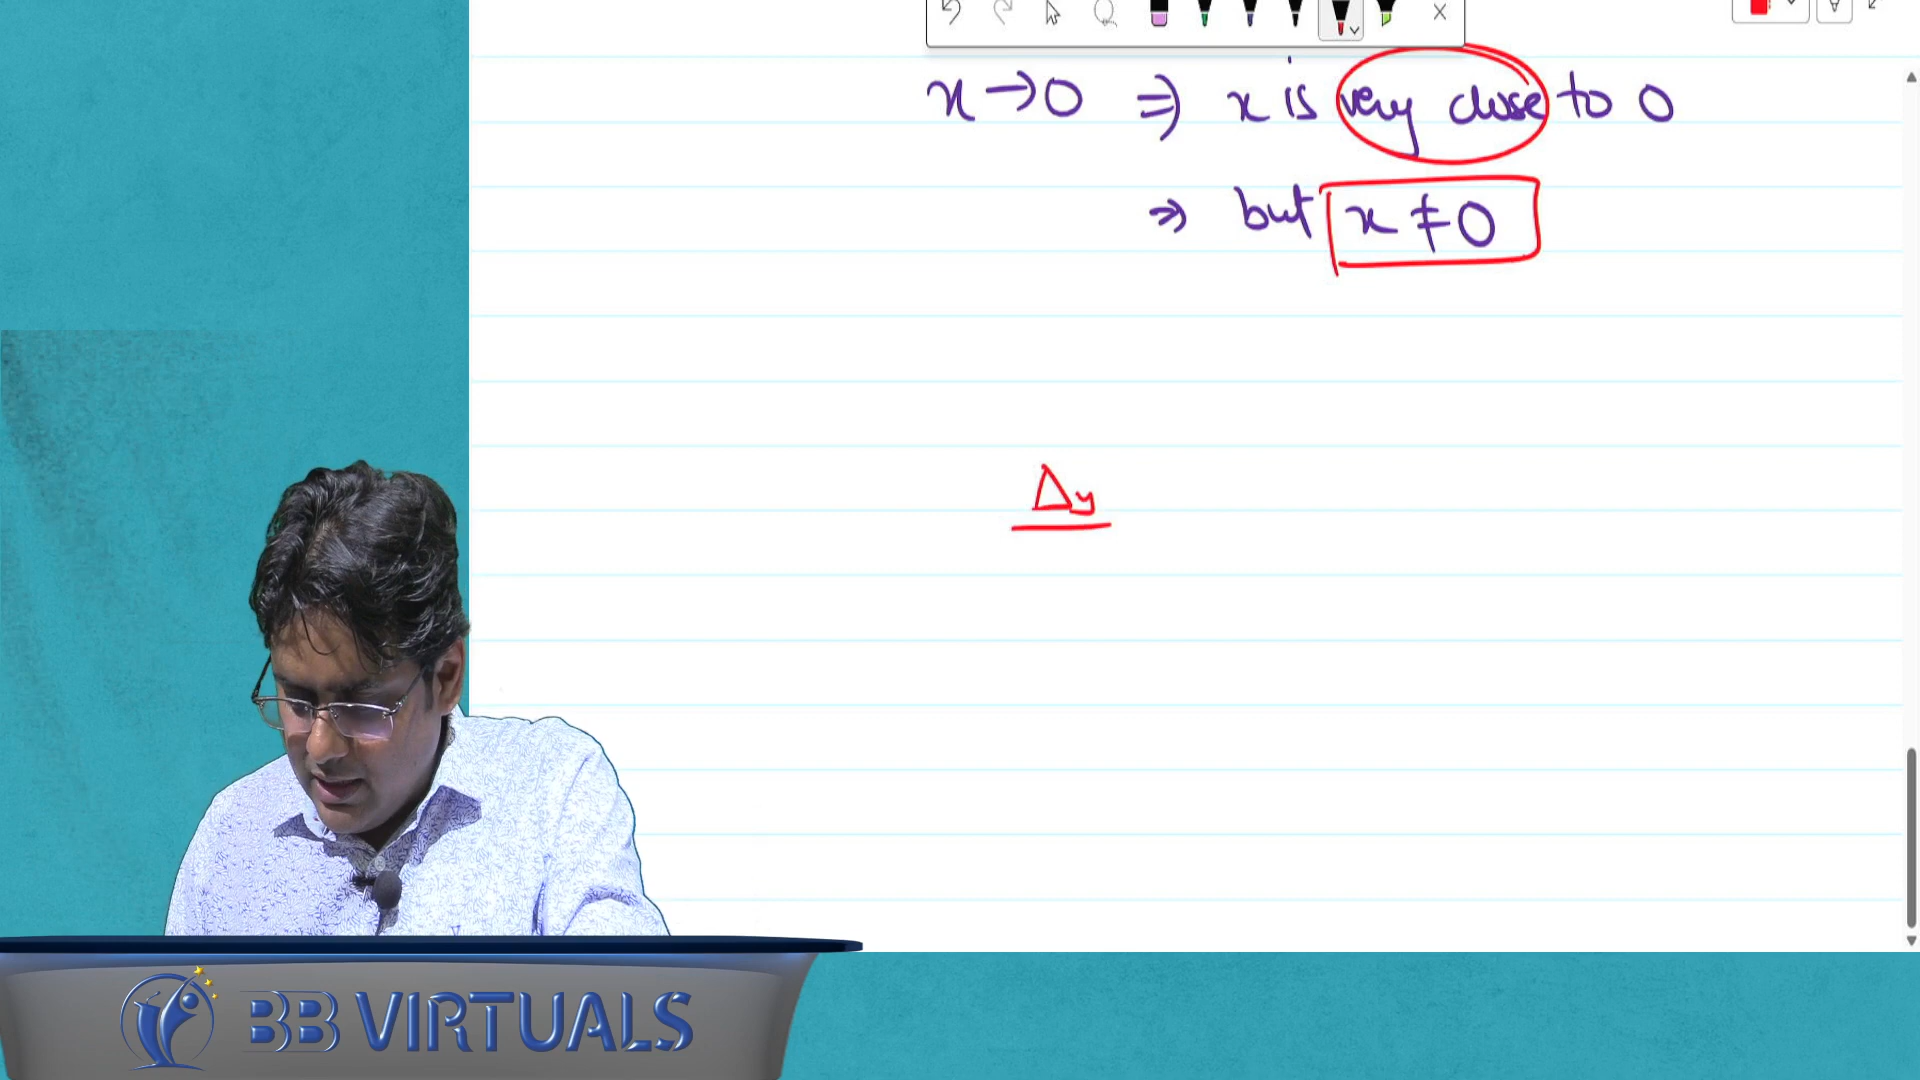 x → 0 ⇒ x is very close to 0
⇒ but x ≠ 0
Δy
BB VIRTUALS